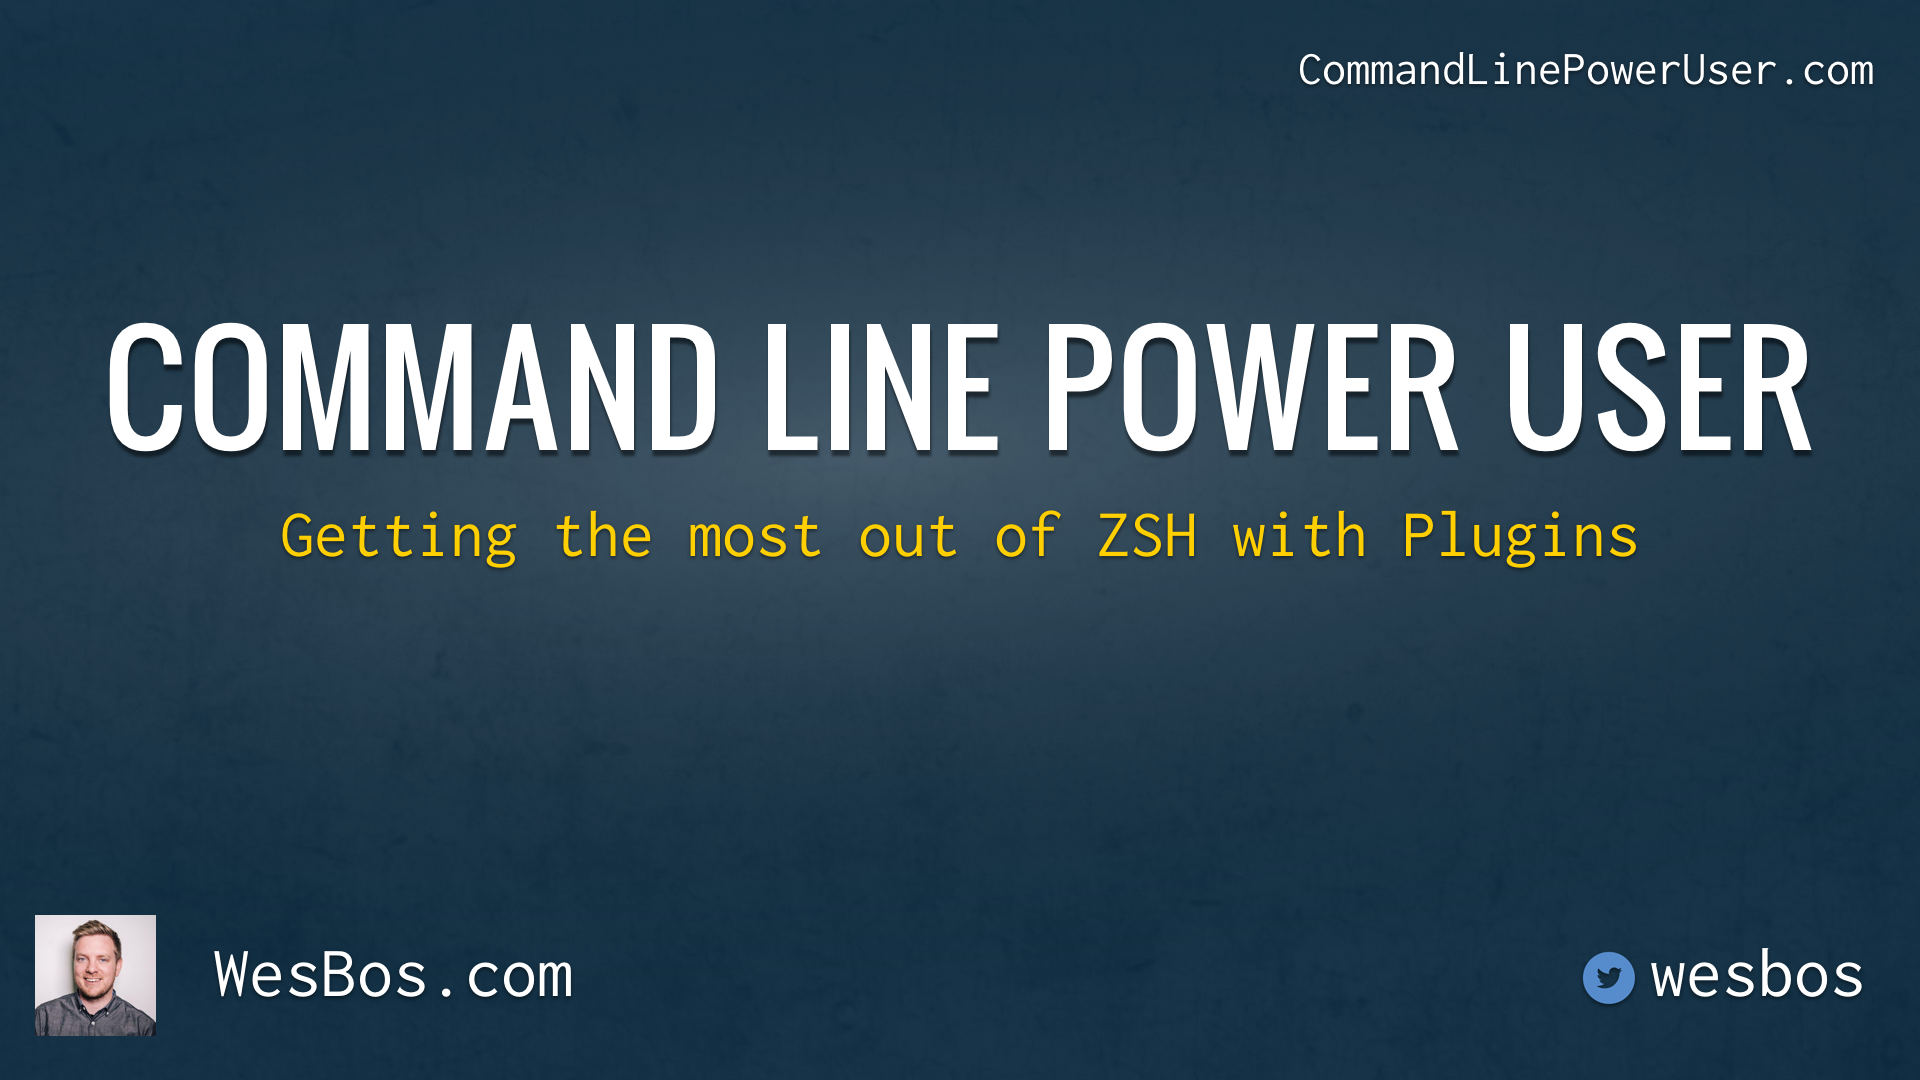 CommandLinePowerUser.com
COMMAND LINE POWER USER
Getting the most out of ZSH with Plugins
WesBos.com
wesbos